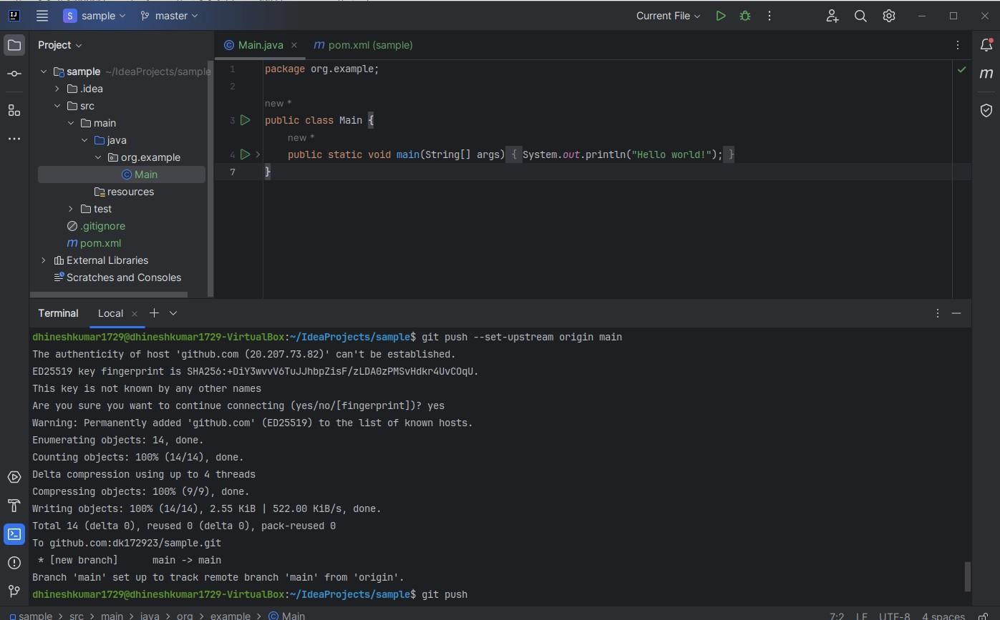 IJ S sample master Current File
Project
Main.java
m pom.xml (sample)
sample ~/IdeaProjects/sample
.idea
src
main
java
org.example
Main
resources
test
.gitignore
m pom.xml
External Libraries
Scratches and Consoles
1 package org.example;
2
new *
3 public class Main {
new *
4 public static void main(String[] args) { System.out.println("Hello world!"); }
7 }
m
Terminal Local
dhineshkumar1729@dhineshkumar1729-VirtualBox:~/IdeaProjects/sample$ git push --set-upstream origin main
The authenticity of host 'github.com (20.207.73.82)' can't be established.
ED25519 key fingerprint is SHA256:+DiY3wvvV6TuJJhbpZisF/zLDA0zPMSvHdkr4UvCOqU.
This key is not known by any other names
Are you sure you want to continue connecting (yes/no/[fingerprint])? yes
Warning: Permanently added 'github.com' (ED25519) to the list of known hosts.
Enumerating objects: 14, done.
Counting objects: 100% (14/14), done.
Delta compression using up to 4 threads
Compressing objects: 100% (9/9), done.
Writing objects: 100% (14/14), 2.55 KiB | 522.00 KiB/s, done.
Total 14 (delta 0), reused 0 (delta 0), pack-reused 0
To github.com:dk172923/sample.git
* [new branch] main -> main
Branch 'main' set up to track remote branch 'main' from 'origin'.
dhineshkumar1729@dhineshkumar1729-VirtualBox:~/IdeaProjects/sample$ git push
sample > src > main > java > org > example > Main 7:2 LF UTF-8 4 spaces